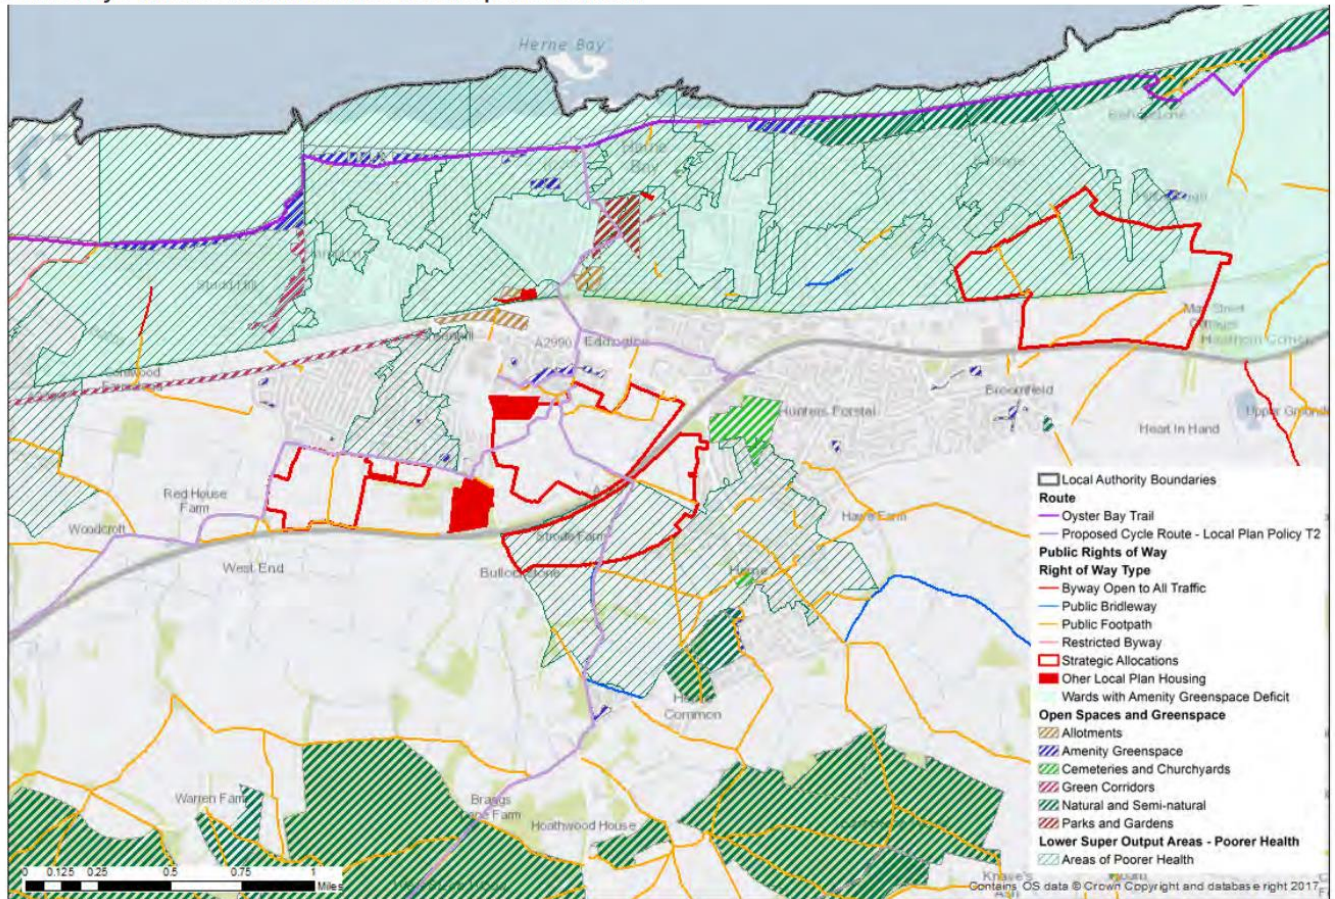 Herne Bay
Herne
Bay
Studd Hill
Greenhill
A2990 Eddington
Hunters Forstal
Broomfield
Heart In Hand
Red House
Farm
Woodcroft
West End
Strode Farm
Bullockstone
Hawe Farm
Herne
Common
Warren Farm
Braggs
Lane Farm
Hoathwood House
Local Authority Boundaries
Route
Oyster Bay Trail
Proposed Cycle Route - Local Plan Policy T2
Public Rights of Way
Right of Way Type
Byway Open to All Traffic
Public Bridleway
Public Footpath
Restricted Byway
Strategic Allocations
Oher Local Plan Housing
Wards with Amenity Greenspace Deficit
Open Spaces and Greenspace
Allotments
Amenity Greenspace
Cemeteries and Churchyards
Green Corridors
Natural and Semi-natural
Parks and Gardens
Lower Super Output Areas - Poorer Health
Areas of Poorer Health
0 0.125 0.25 0.5 0.75 1
Miles
Contains OS data © Crown Copyright and database right 2017